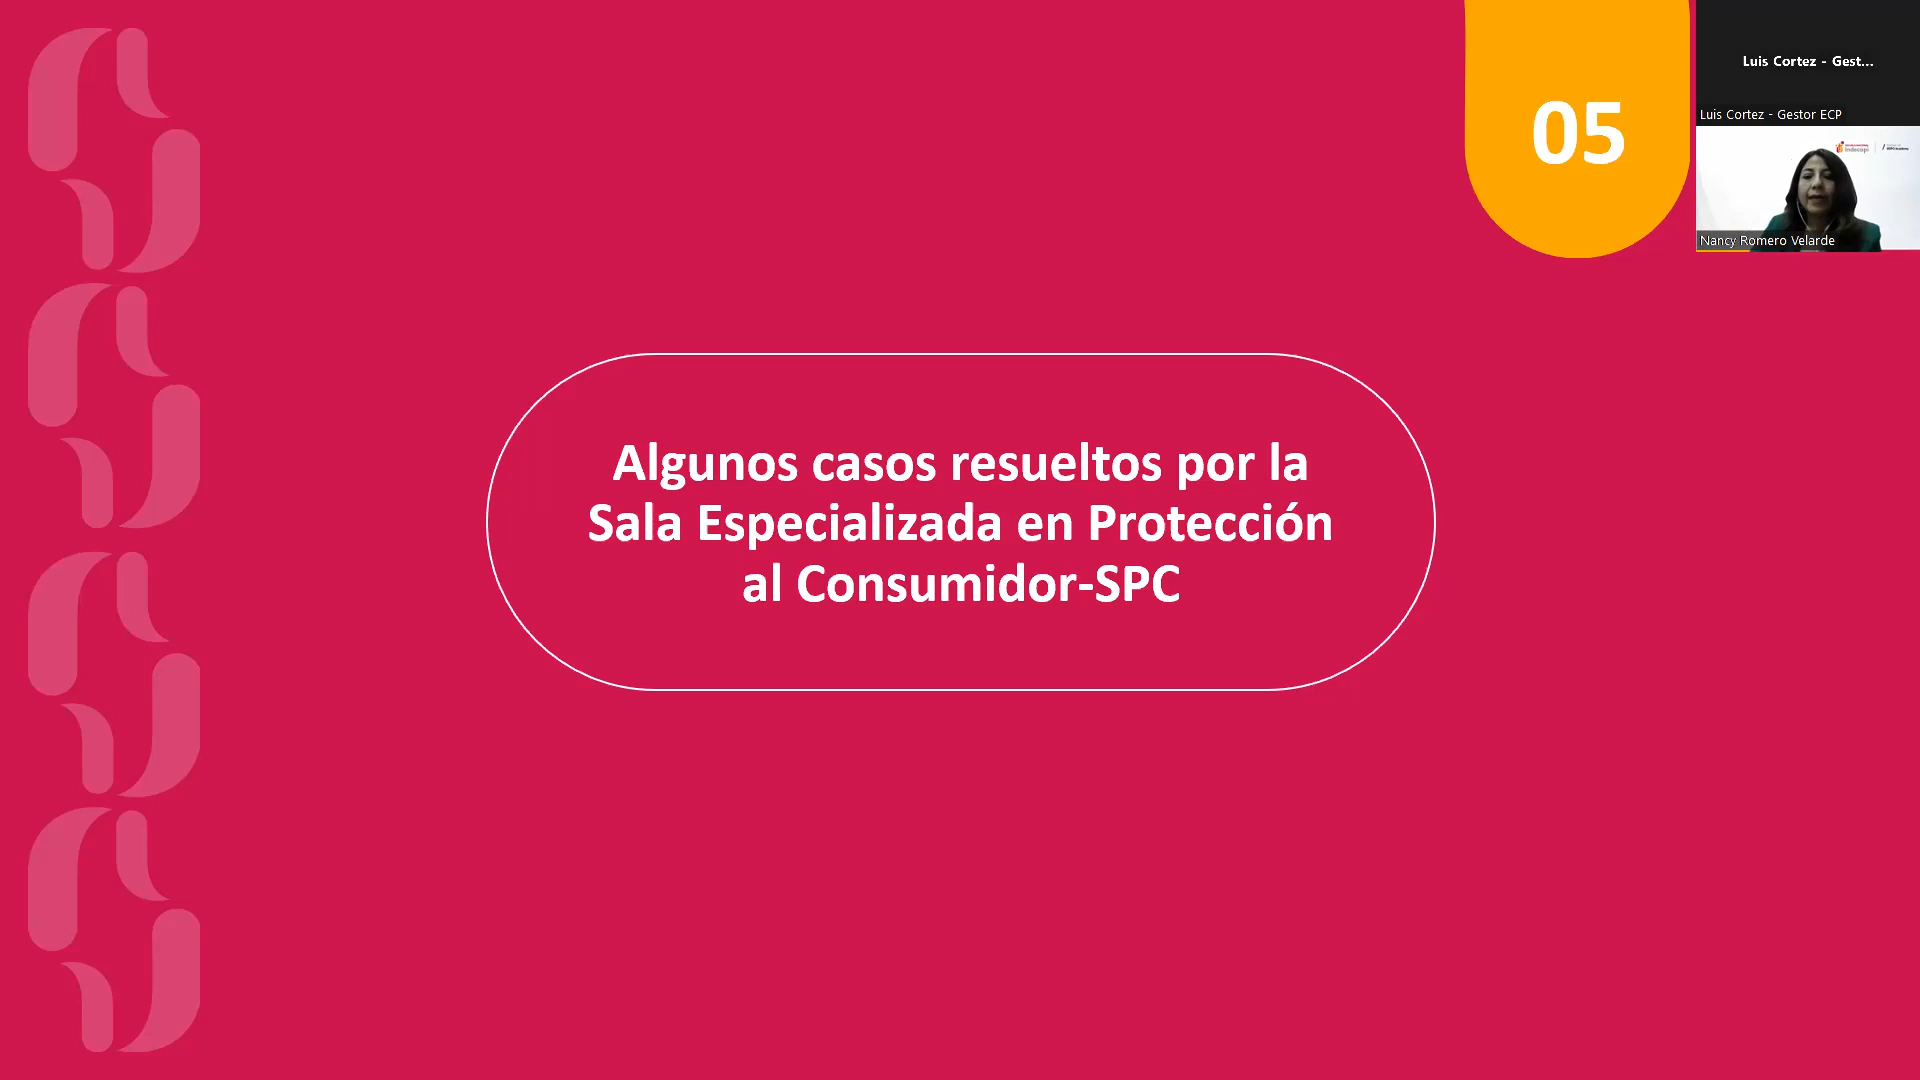 05
Luis Cortez - Gest...
Luis Cortez - Gestor ECP
indecopi
Nancy Romero Velarde
Algunos casos resueltos por la
Sala Especializada en Protección
al Consumidor-SPC